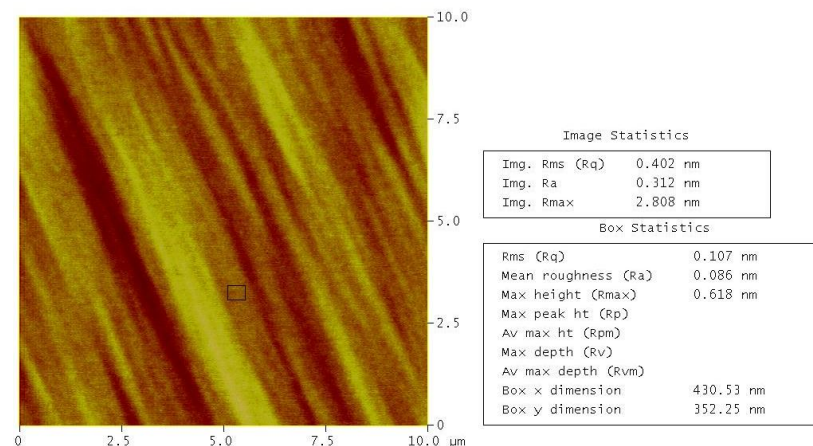 10.0
7.5
5.0
2.5
0
0 2.5 5.0 7.5 10.0 µm
Image Statistics
Img. Rms (Rq) 0.402 nm
Img. Ra 0.312 nm
Img. Rmax 2.808 nm
Box Statistics
Rms (Rq) 0.107 nm
Mean roughness (Ra) 0.086 nm
Max height (Rmax) 0.618 nm
Max peak ht (Rp)
Av max ht (Rpm)
Max depth (Rv)
Av max depth (Rvm)
Box x dimension 430.53 nm
Box y dimension 352.25 nm